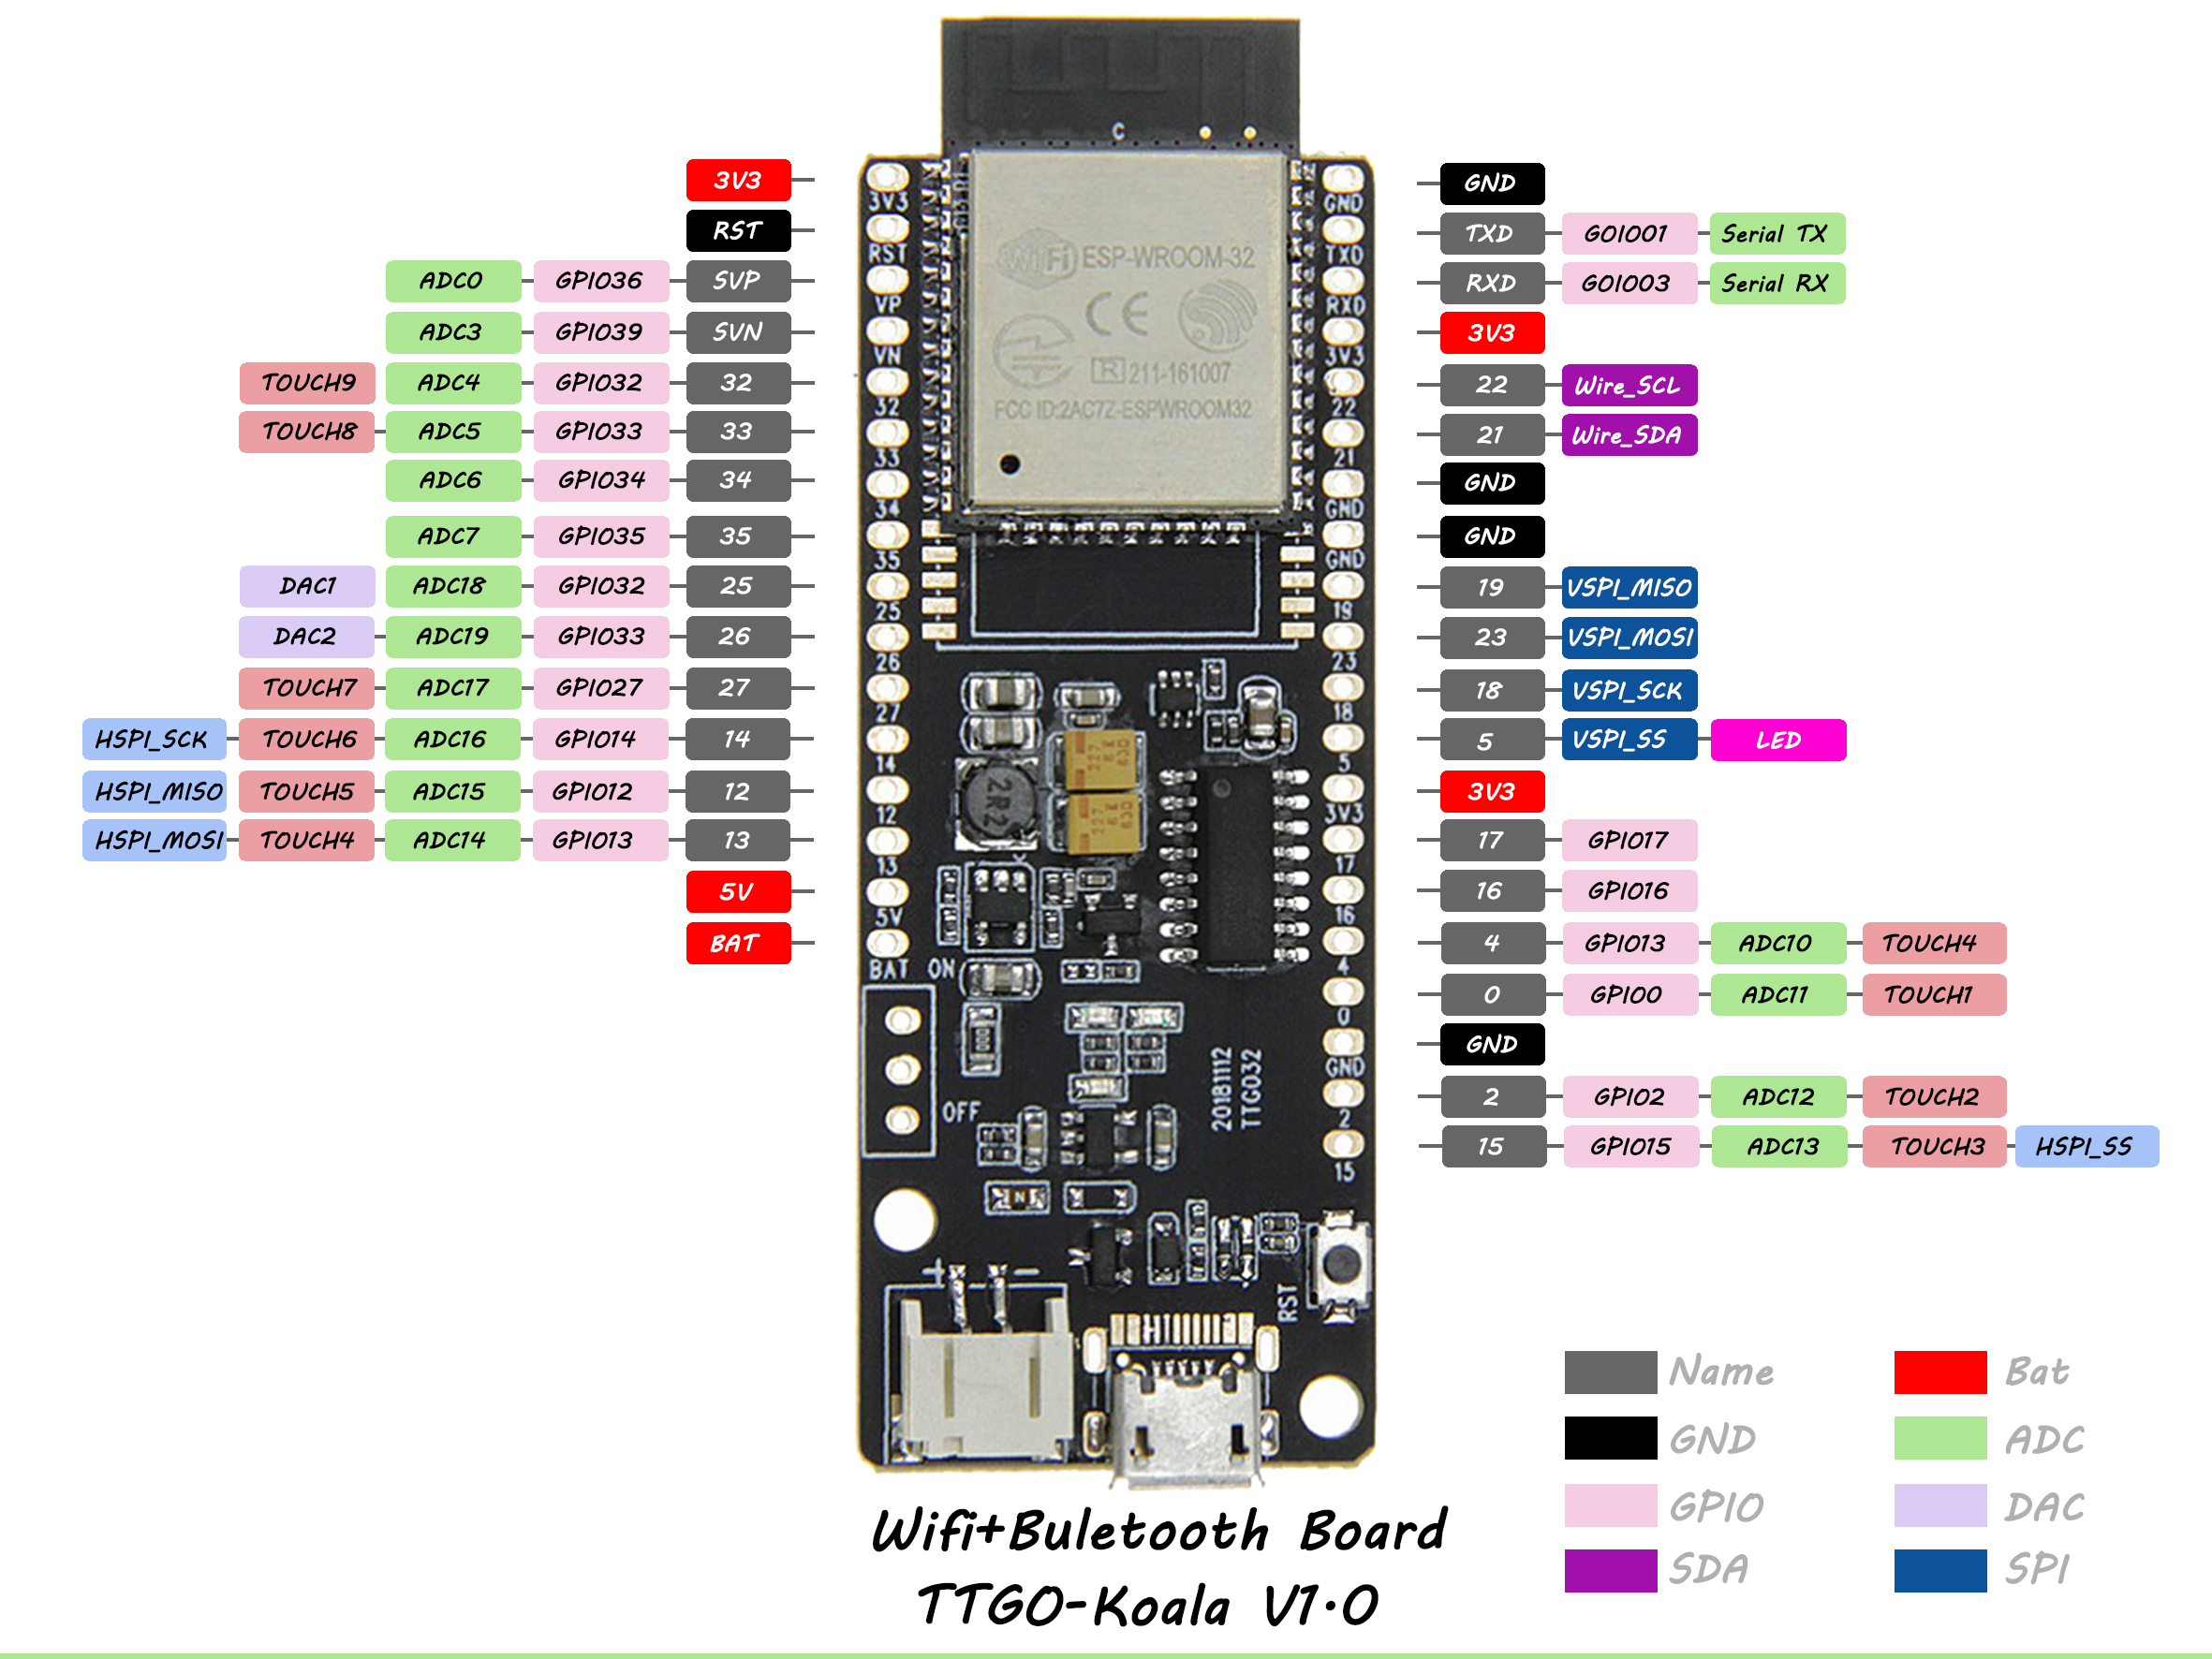 C
3V3
RST
ADC0 GPIO36 SVP
ADC3 GPIO39 SVN
TOUCH9 ADC4 GPIO32 32
TOUCH8 ADC5 GPIO33 33
ADC6 GPIO34 34
ADC7 GPIO35 35
DAC1 ADC18 GPIO32 25
DAC2 ADC19 GPIO33 26
TOUCH7 ADC17 GPIO27 27
HSPI_SCK TOUCH6 ADC16 GPIO14 14
HSPI_MISO TOUCH5 ADC15 GPIO12 12
HSPI_MOSI TOUCH4 ADC14 GPIO13 13
5V
BAT
3V3
RST
VP
VN
32
33
34
35
25
26
27
14
12
13
5V
BAT
ON
OFF
WiFi ESP-WROOM-32
CE
R 211-161007
FCC ID:2AC7Z-ESPWROOM32
2R2
227
227
20181112
TTGO32
N
+ -
RST
GND
TXD
RXD
3V3
22
21
GND
GND
19
23
18
5
3V3
17
16
4
0
GND
2
15
GND
TXD GOIO01 Serial TX
RXD GOIO03 Serial RX
3V3
22 Wire_SCL
21 Wire_SDA
GND
GND
19 VSPI_MISO
23 VSPI_MOSI
18 VSPI_SCK
5 VSPI_SS LED
3V3
17 GPIO17
16 GPIO16
4 GPIO13 ADC10 TOUCH4
0 GPIO0 ADC11 TOUCH1
GND
2 GPIO2 ADC12 TOUCH2
15 GPIO15 ADC13 TOUCH3 HSPI_SS
Name Bat
GND ADC
GPIO DAC
SDA SPI
Wifi+Buletooth Board
TTGO-Koala V1.0